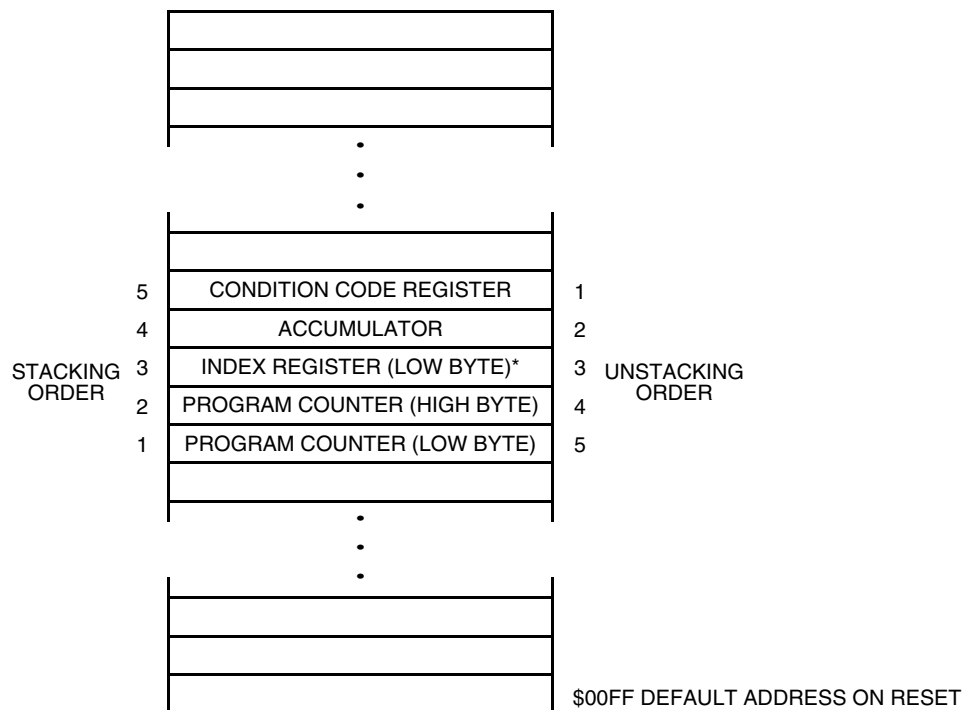 5 CONDITION CODE REGISTER 1
4 ACCUMULATOR 2
STACKING ORDER 3 INDEX REGISTER (LOW BYTE)* 3 UNSTACKING ORDER
2 PROGRAM COUNTER (HIGH BYTE) 4
1 PROGRAM COUNTER (LOW BYTE) 5
$00FF DEFAULT ADDRESS ON RESET